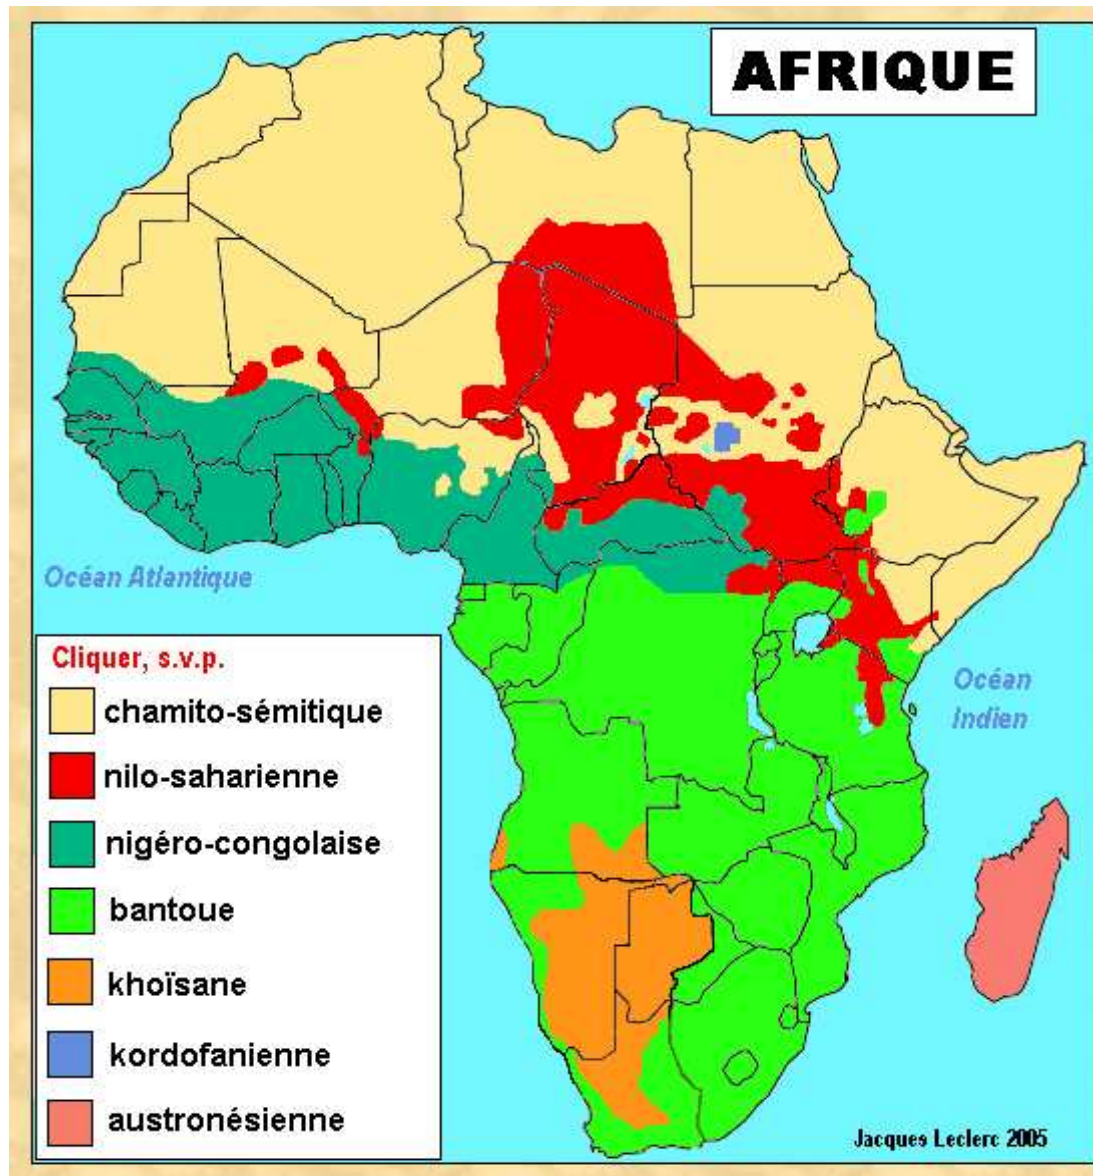 AFRIQUE
Océan Atlantique
Cliquer, s.v.p.
chamito-sémitique
nilo-saharienne
nigéro-congolaise
bantoue
khoïsane
kordofanienne
austronésienne
Océan
Indien
Jacques Leclerc 2005